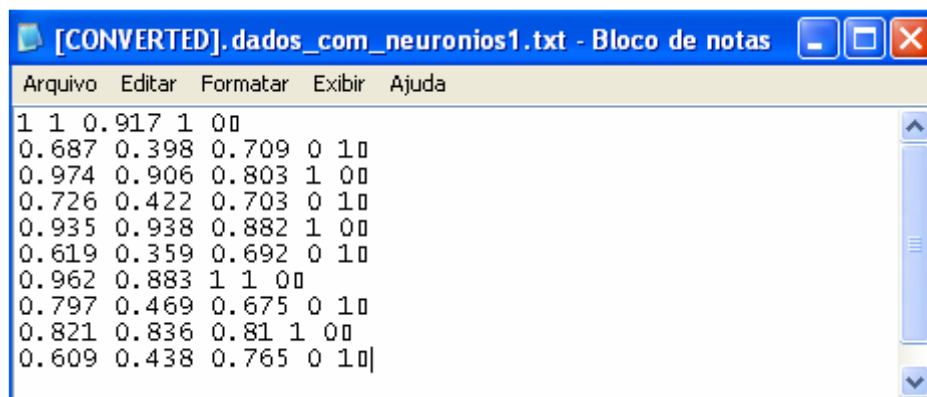 [CONVERTED].dados_com_neuronios1.txt - Bloco de notas
Arquivo Editar Formatar Exibir Ajuda
1 1 0.917 1 0▯
0.687 0.398 0.709 0 1▯
0.974 0.906 0.803 1 0▯
0.726 0.422 0.703 0 1▯
0.935 0.938 0.882 1 0▯
0.619 0.359 0.692 0 1▯
0.962 0.883 1 1 0▯
0.797 0.469 0.675 0 1▯
0.821 0.836 0.81 1 0▯
0.609 0.438 0.765 0 1▯